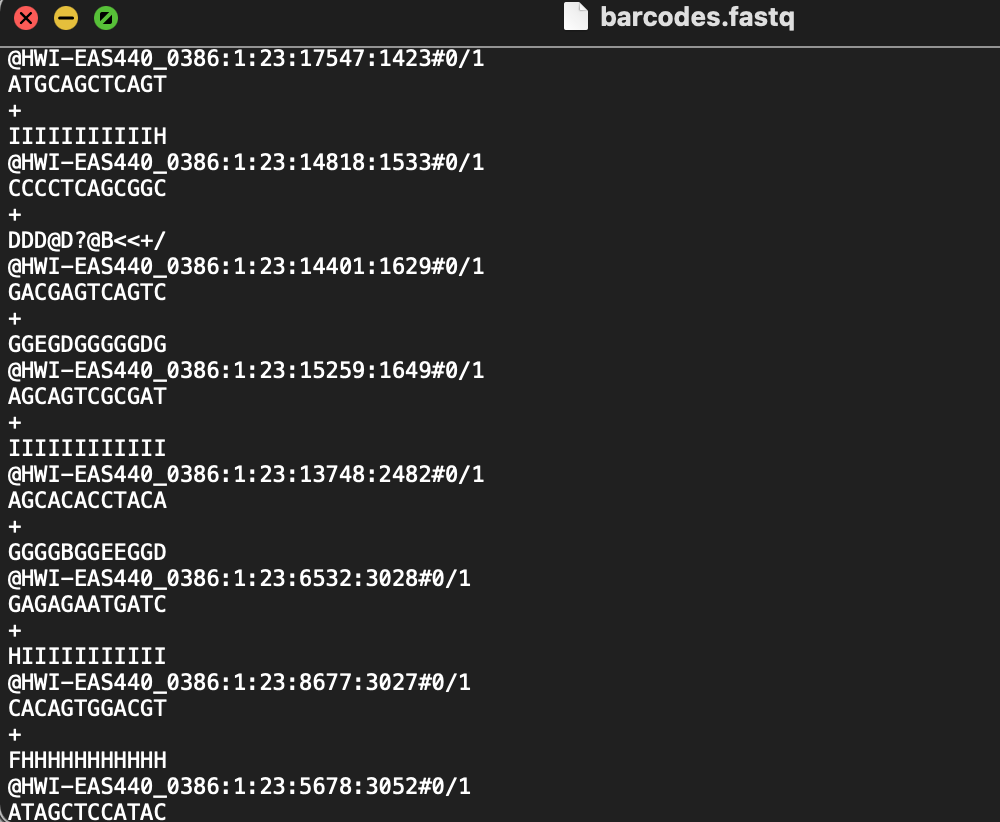 barcodes.fastq
@HWI-EAS440_0386:1:23:17547:1423#0/1
ATGCAGCTCAGT
+
IIIIIIIIIIIH
@HWI-EAS440_0386:1:23:14818:1533#0/1
CCCCTCAGCGGC
+
DDD@D?@B<<+/
@HWI-EAS440_0386:1:23:14401:1629#0/1
GACGAGTCAGTC
+
GGEGDGGGGGDG
@HWI-EAS440_0386:1:23:15259:1649#0/1
AGCAGTCGCGAT
+
IIIIIIIIIIII
@HWI-EAS440_0386:1:23:13748:2482#0/1
AGCACACCTACA
+
GGGGBGGEEGGD
@HWI-EAS440_0386:1:23:6532:3028#0/1
GAGAGAATGATC
+
HIIIIIIIIIII
@HWI-EAS440_0386:1:23:8677:3027#0/1
CACAGTGGACGT
+
FHHHHHHHHHHH
@HWI-EAS440_0386:1:23:5678:3052#0/1
ATAGCTCCATAC